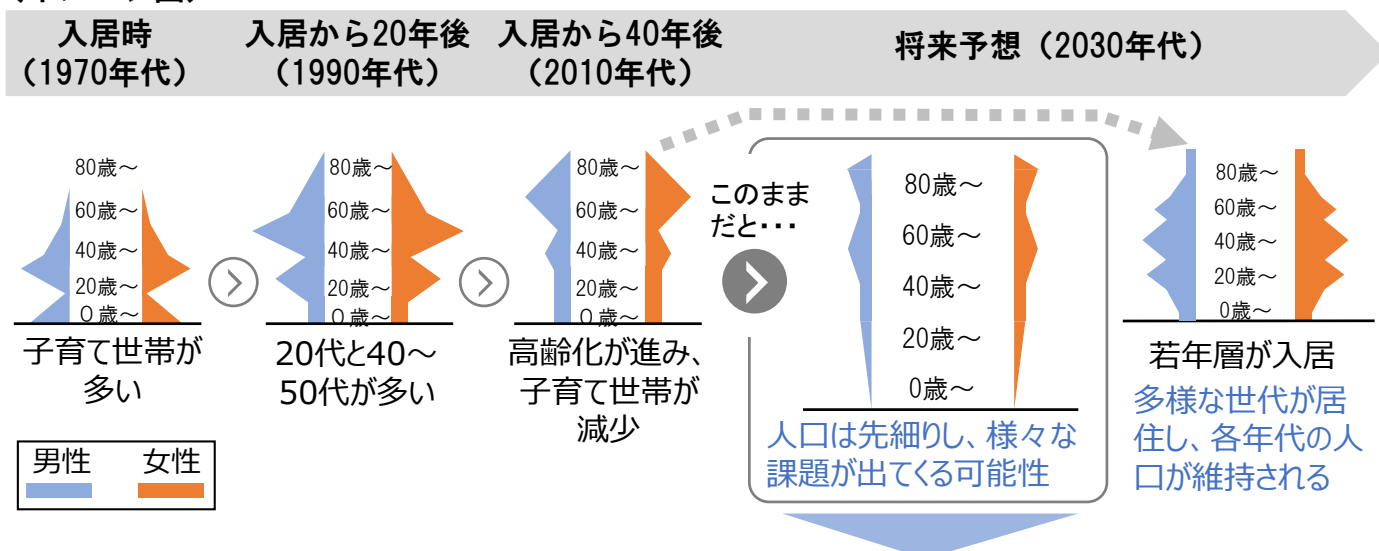 入居時
（1970年代）
入居から20年後
（1990年代）
入居から40年後
（2010年代）
将来予想（2030年代）
80歳～
60歳～
40歳～
20歳～
０歳～
子育て世帯が
多い
80歳～
60歳～
40歳～
20歳～
０歳～
20代と40～
50代が多い
80歳～
60歳～
40歳～
20歳～
０歳～
高齢化が進み、
子育て世帯が
減少
このまま
だと･･･
80歳～
60歳～
40歳～
20歳～
0歳～
人口は先細りし、様々な
課題が出てくる可能性
80歳～
60歳～
40歳～
20歳～
0歳～
若年層が入居
多様な世代が居
住し、各年代の人
口が維持される
男性
女性